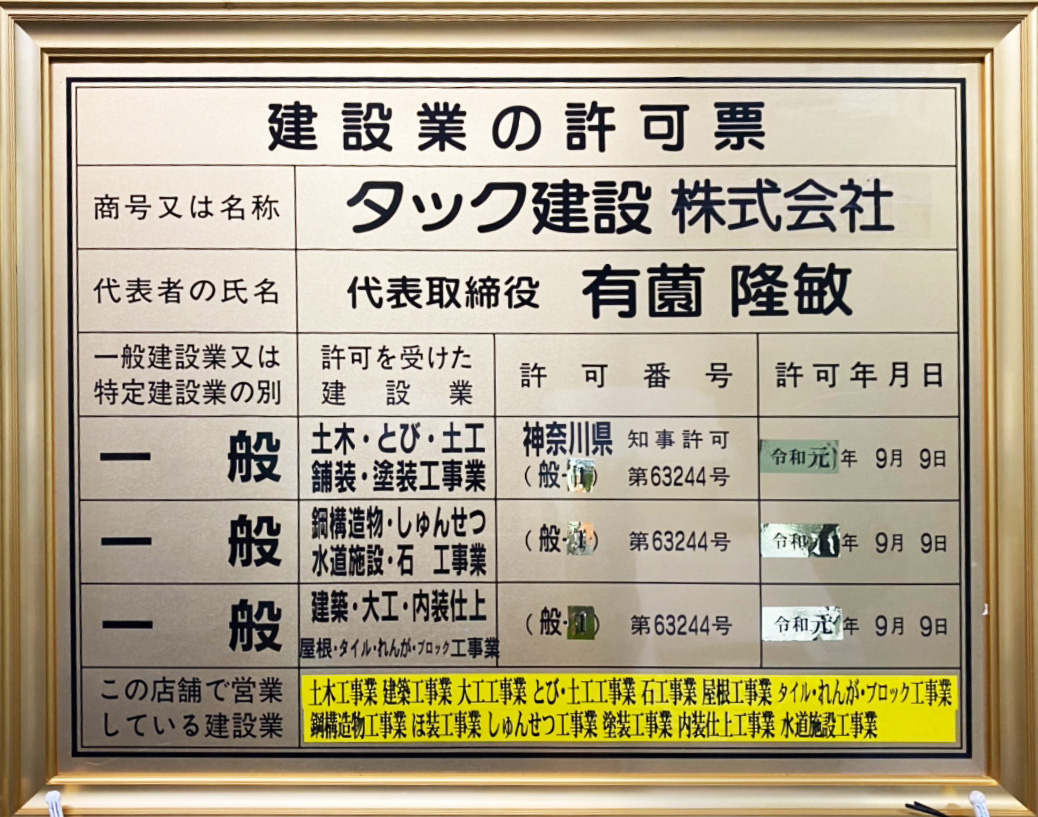 建設業の許可票
商号又は名称 タック建設 株式会社
代表者の氏名 代表取締役 有薗 隆敏
一般建設業又は
特定建設業の別
許可を受けた
建設業
許可番号
許可年月日
一般
土木・とび・土工
舗装・塗装工事業
神奈川県 知事許可
(般-1) 第63244号
令和元年 9月 9日
一般
鋼構造物・しゅんせつ
水道施設・石 工事業
(般-1) 第63244号
令和元年 9月 9日
一般
建築・大工・内装仕上
屋根・タイル・れんが・ブロック工事業
(般-1) 第63244号
令和元年 9月 9日
この店舗で営業
している建設業
土木工事業 建築工事業 大工工事業 とび・土工工事業 石工事業 屋根工事業 タイル・れんが・ブロック工事業
鋼構造物工事業 ほ装工事業 しゅんせつ工事業 塗装工事業 内装仕上工事業 水道施設工事業